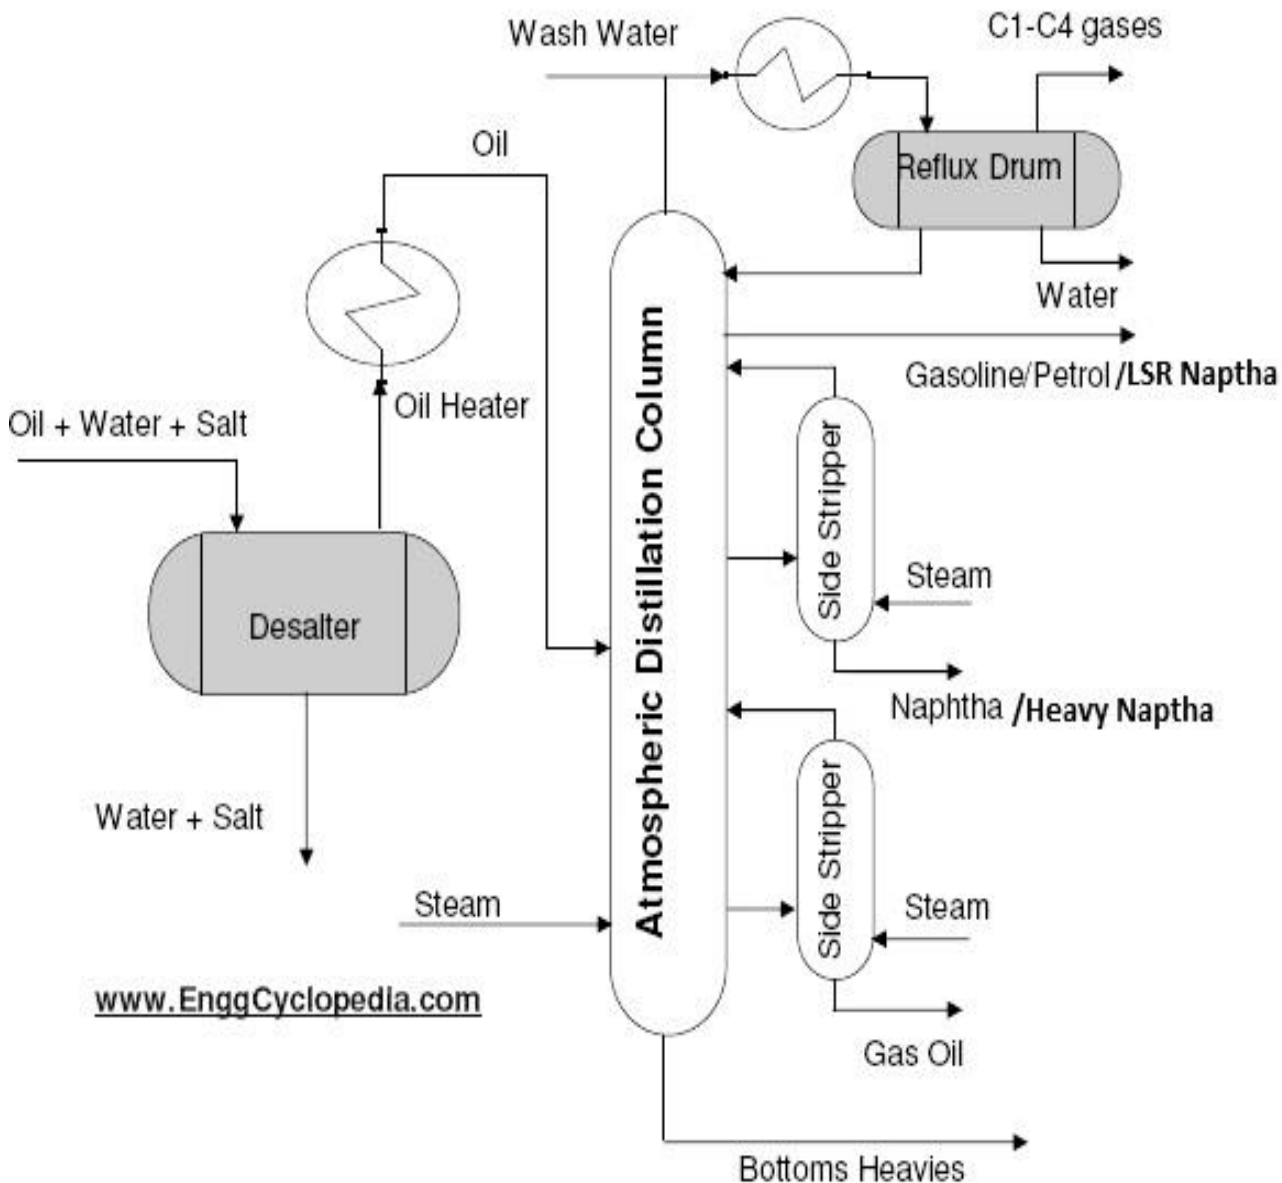 C1-C4 gases
Wash Water
Oil
Reflux Drum
Water
Gasoline/Petrol /LSR Naptha
Oil Heater
Oil + Water + Salt
Atmospheric Distillation Column
Side Stripper
Steam
Desalter
Naphtha /Heavy Naptha
Water + Salt
Side Stripper
Steam
Steam
www.EnggCyclopedia.com
Gas Oil
Bottoms Heavies